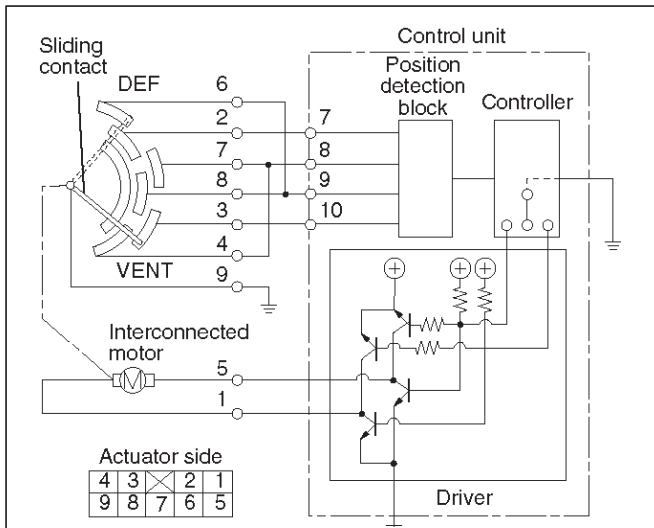 Control unit
Sliding
contact
Position
detection
block
Controller
DEF
6
2
7
8
3
4
9
VENT
7
8
9
10
Interconnected
motor
M
5
1
+
+
+
Driver
Actuator side
4 3 2 1
9 8 7 6 5